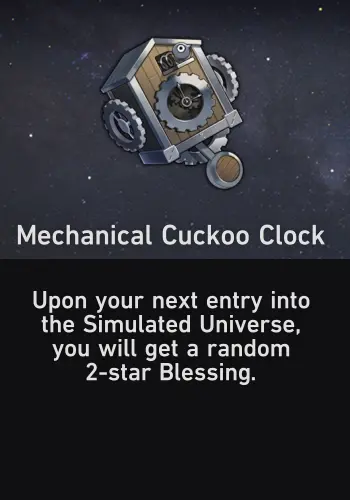 Mechanical Cuckoo Clock
Upon your next entry into
the Simulated Universe,
you will get a random
2-star Blessing.